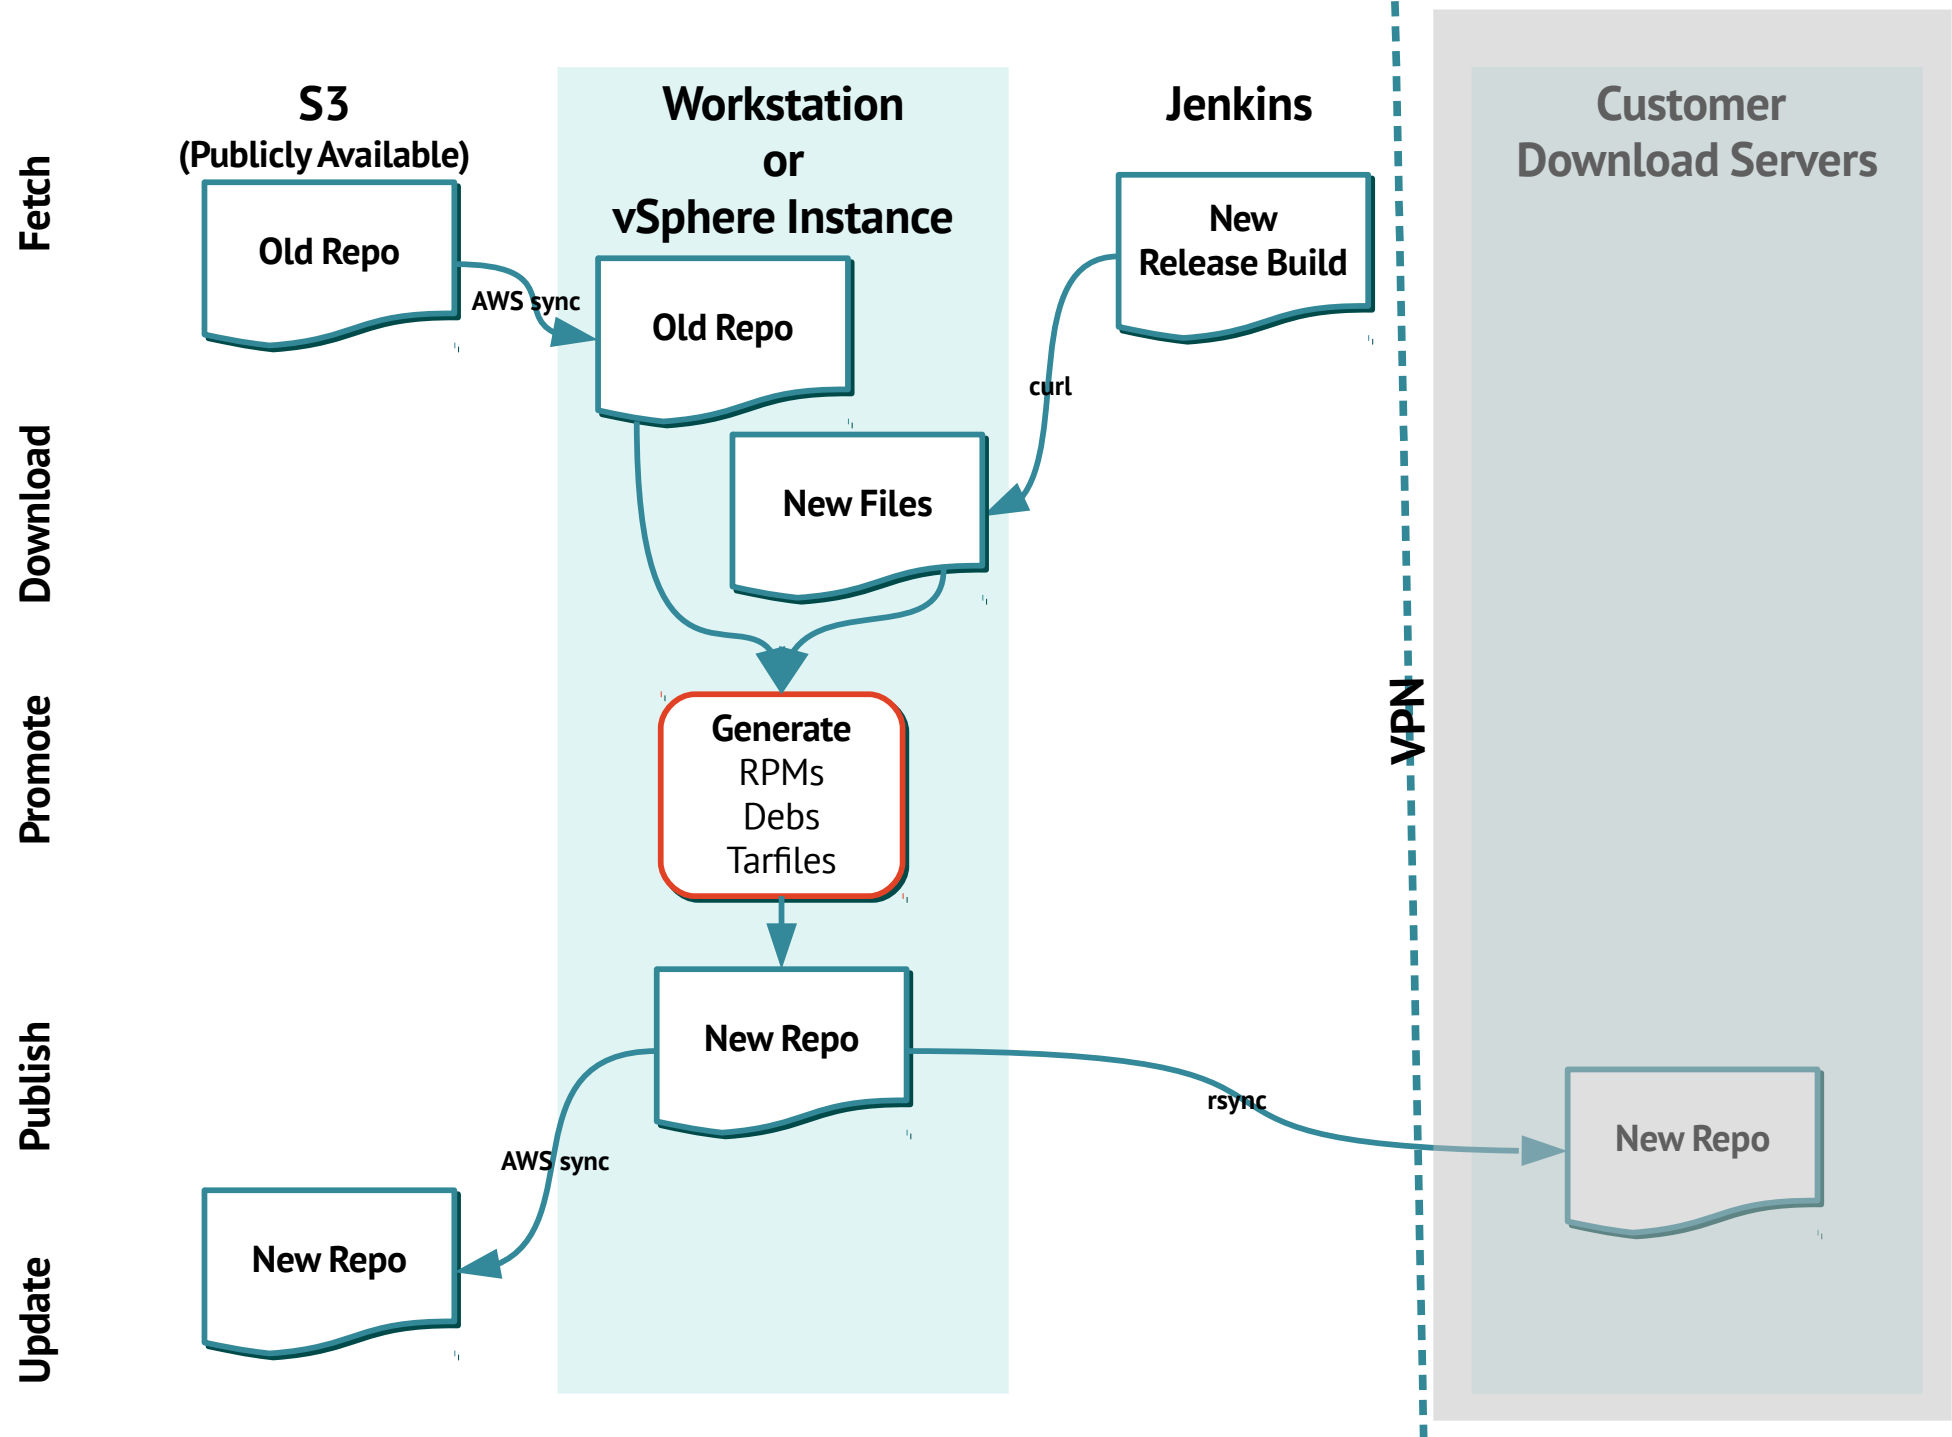 S3
(Publicly Available)
Workstation
or
vSphere Instance
Jenkins
Customer
Download Servers
Fetch
Old Repo
AWS sync
Old Repo
New
Release Build
curl
Download
New Files
Promote
Generate
RPMs
Debs
Tarfiles
VPN
Publish
New Repo
rsync
New Repo
AWS sync
Update
New Repo